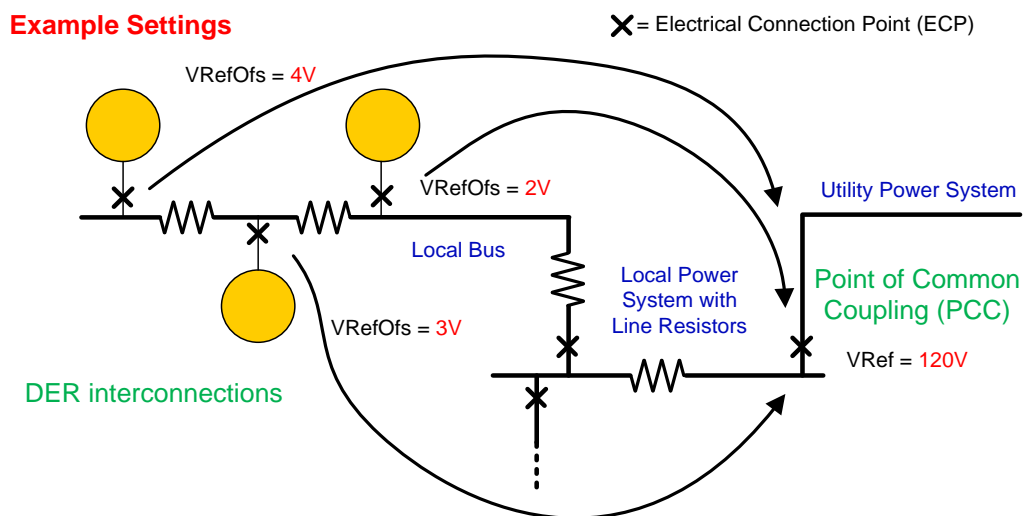 Example Settings
= Electrical Connection Point (ECP)
VRefOfs = 4V
VRefOfs = 2V
Utility Power System
Local Bus
Local Power
System with
Line Resistors
Point of Common
Coupling (PCC)
VRefOfs = 3V
VRef = 120V
DER interconnections